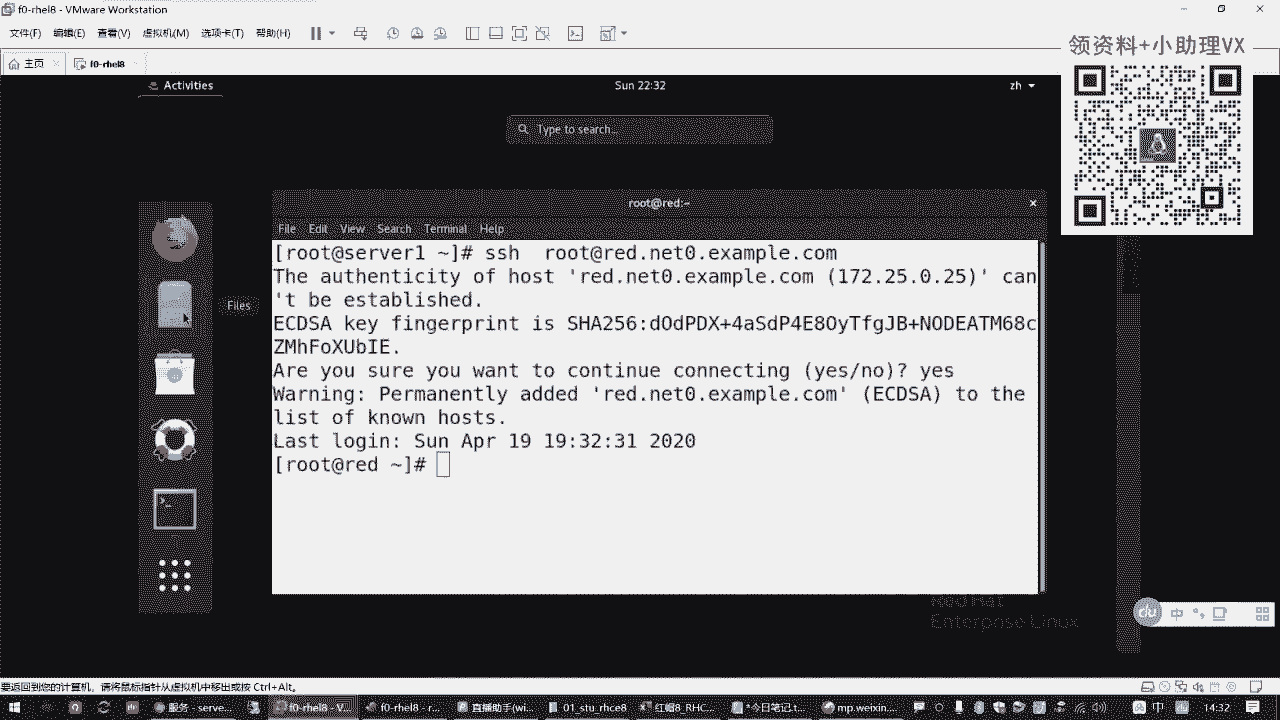 f0-rhel8 - VMware Workstation
文件(F) 编辑(E) 查看(V) 虚拟机(M) 选项卡(T) 帮助(H)
主页 f0-rhel8
领资料+小助理VX
Activities Sun 22:32 zh
Type to search...
root@red:~
File Edit View
[root@server1 ~]# ssh root@red.net0.example.com
The authenticity of host 'red.net0.example.com (172.25.0.25)' can
't be established.
ECDSA key fingerprint is SHA256:dOdPDX+4aSdP4E8OyTfgJB+NODEATM68c
ZMhFoXUbIE.
Are you sure you want to continue connecting (yes/no)? yes
Warning: Permanently added 'red.net0.example.com' (ECDSA) to the
list of known hosts.
Last login: Sun Apr 19 19:32:31 2020
[root@red ~]#
Files
Red Hat
Enterprise Linux
du 中
要返回到您的计算机，请将鼠标指针从虚拟机中移出或按 Ctrl+Alt。
服务 - serve... f0-rhel8 - V... f0-rhel8 - r... 直播助手(wi... 01_stu_rhce8 红帽8_RHC... *今日笔记.t... mp.weixin... 中 14:32